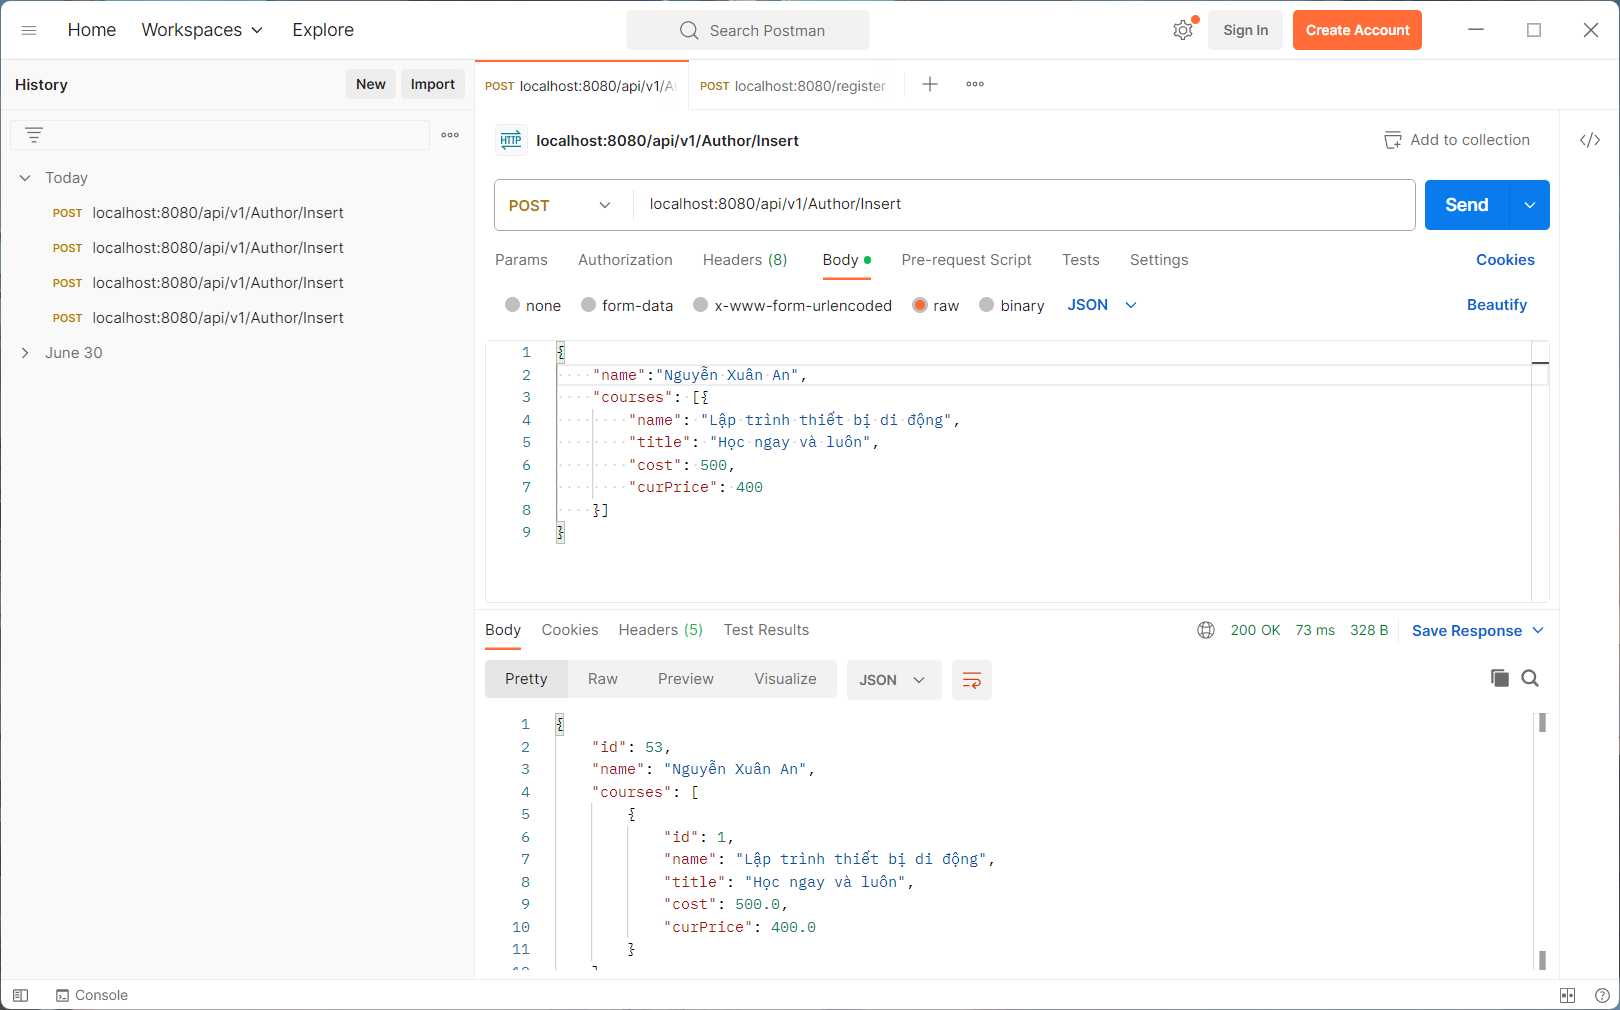 Home Workspaces Explore Search Postman Sign In Create Account
History New Import
POST localhost:8080/api/v1/Au POST localhost:8080/register
HTTP localhost:8080/api/v1/Author/Insert Add to collection </>
Today
POST localhost:8080/api/v1/Author/Insert
POST localhost:8080/api/v1/Author/Insert
POST localhost:8080/api/v1/Author/Insert
POST localhost:8080/api/v1/Author/Insert
June 30
POST localhost:8080/api/v1/Author/Insert Send
Params Authorization Headers (8) Body Pre-request Script Tests Settings Cookies
none form-data x-www-form-urlencoded raw binary JSON Beautify
1 {
2 "name":"Nguyễn Xuân An",
3 "courses": [{
4 "name": "Lập trình thiết bị di động",
5 "title": "Học ngay và luôn",
6 "cost": 500,
7 "curPrice": 400
8 }]
9 }
Body Cookies Headers (5) Test Results 200 OK 73 ms 328 B Save Response
Pretty Raw Preview Visualize JSON
1 {
2 "id": 53,
3 "name": "Nguyễn Xuân An",
4 "courses": [
5 {
6 "id": 1,
7 "name": "Lập trình thiết bị di động",
8 "title": "Học ngay và luôn",
9 "cost": 500.0,
10 "curPrice": 400.0
11 }
Console